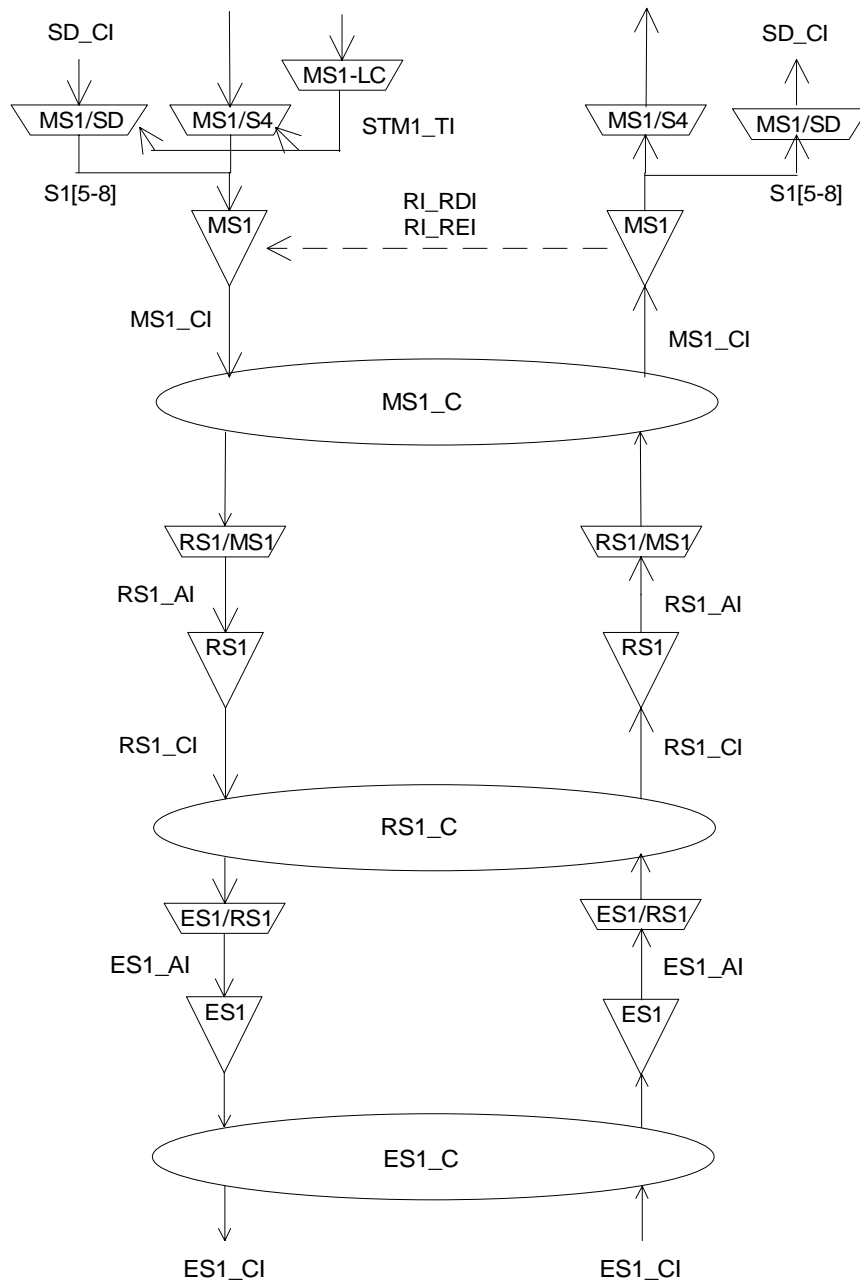 SD_CI
SD_CI
MS1-LC
MS1/SD
MS1/S4
STM1_TI
MS1/S4
MS1/SD
S1[5-8]
RI_RDI
RI_REI
S1[5-8]
MS1
MS1
MS1_CI
MS1_CI
MS1_C
RS1/MS1
RS1/MS1
RS1_AI
RS1_AI
RS1
RS1
RS1_CI
RS1_CI
RS1_C
ES1/RS1
ES1/RS1
ES1_AI
ES1_AI
ES1
ES1
ES1_C
ES1_CI
ES1_CI